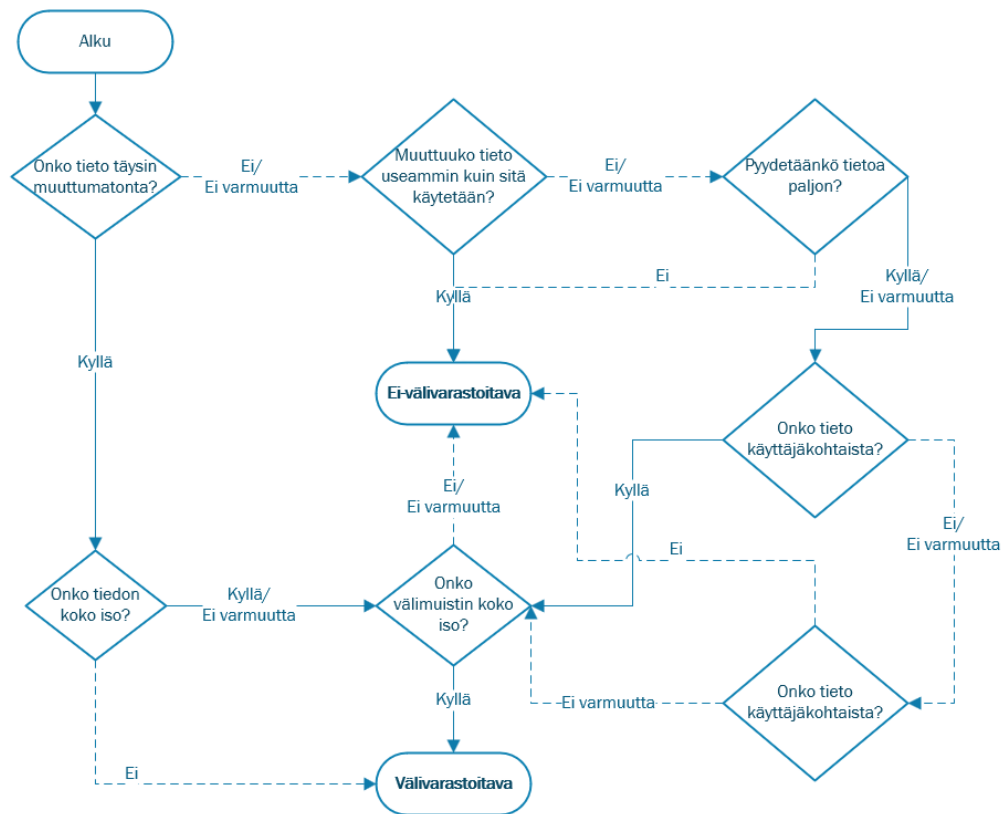 Alku
Onko tieto täysin
muuttumatonta?
Ei/
Ei varmuutta
Muuttuuko tieto
useammin kuin sitä
käytetään?
Ei/
Ei varmuutta
Pyydetäänkö tietoa
paljon?
Ei
Kyllä
Kyllä/
Ei varmuutta
Kyllä
Ei-välivarastoitava
Onko tieto
käyttäjäkohtaista?
Kyllä
Ei/
Ei varmuutta
Ei/
Ei varmuutta
Ei
Onko tiedon
koko iso?
Kyllä/
Ei varmuutta
Onko
välimuistin koko
iso?
Onko tieto
käyttäjäkohtaista?
Ei varmuutta
Kyllä
Ei
Välivarastoitava